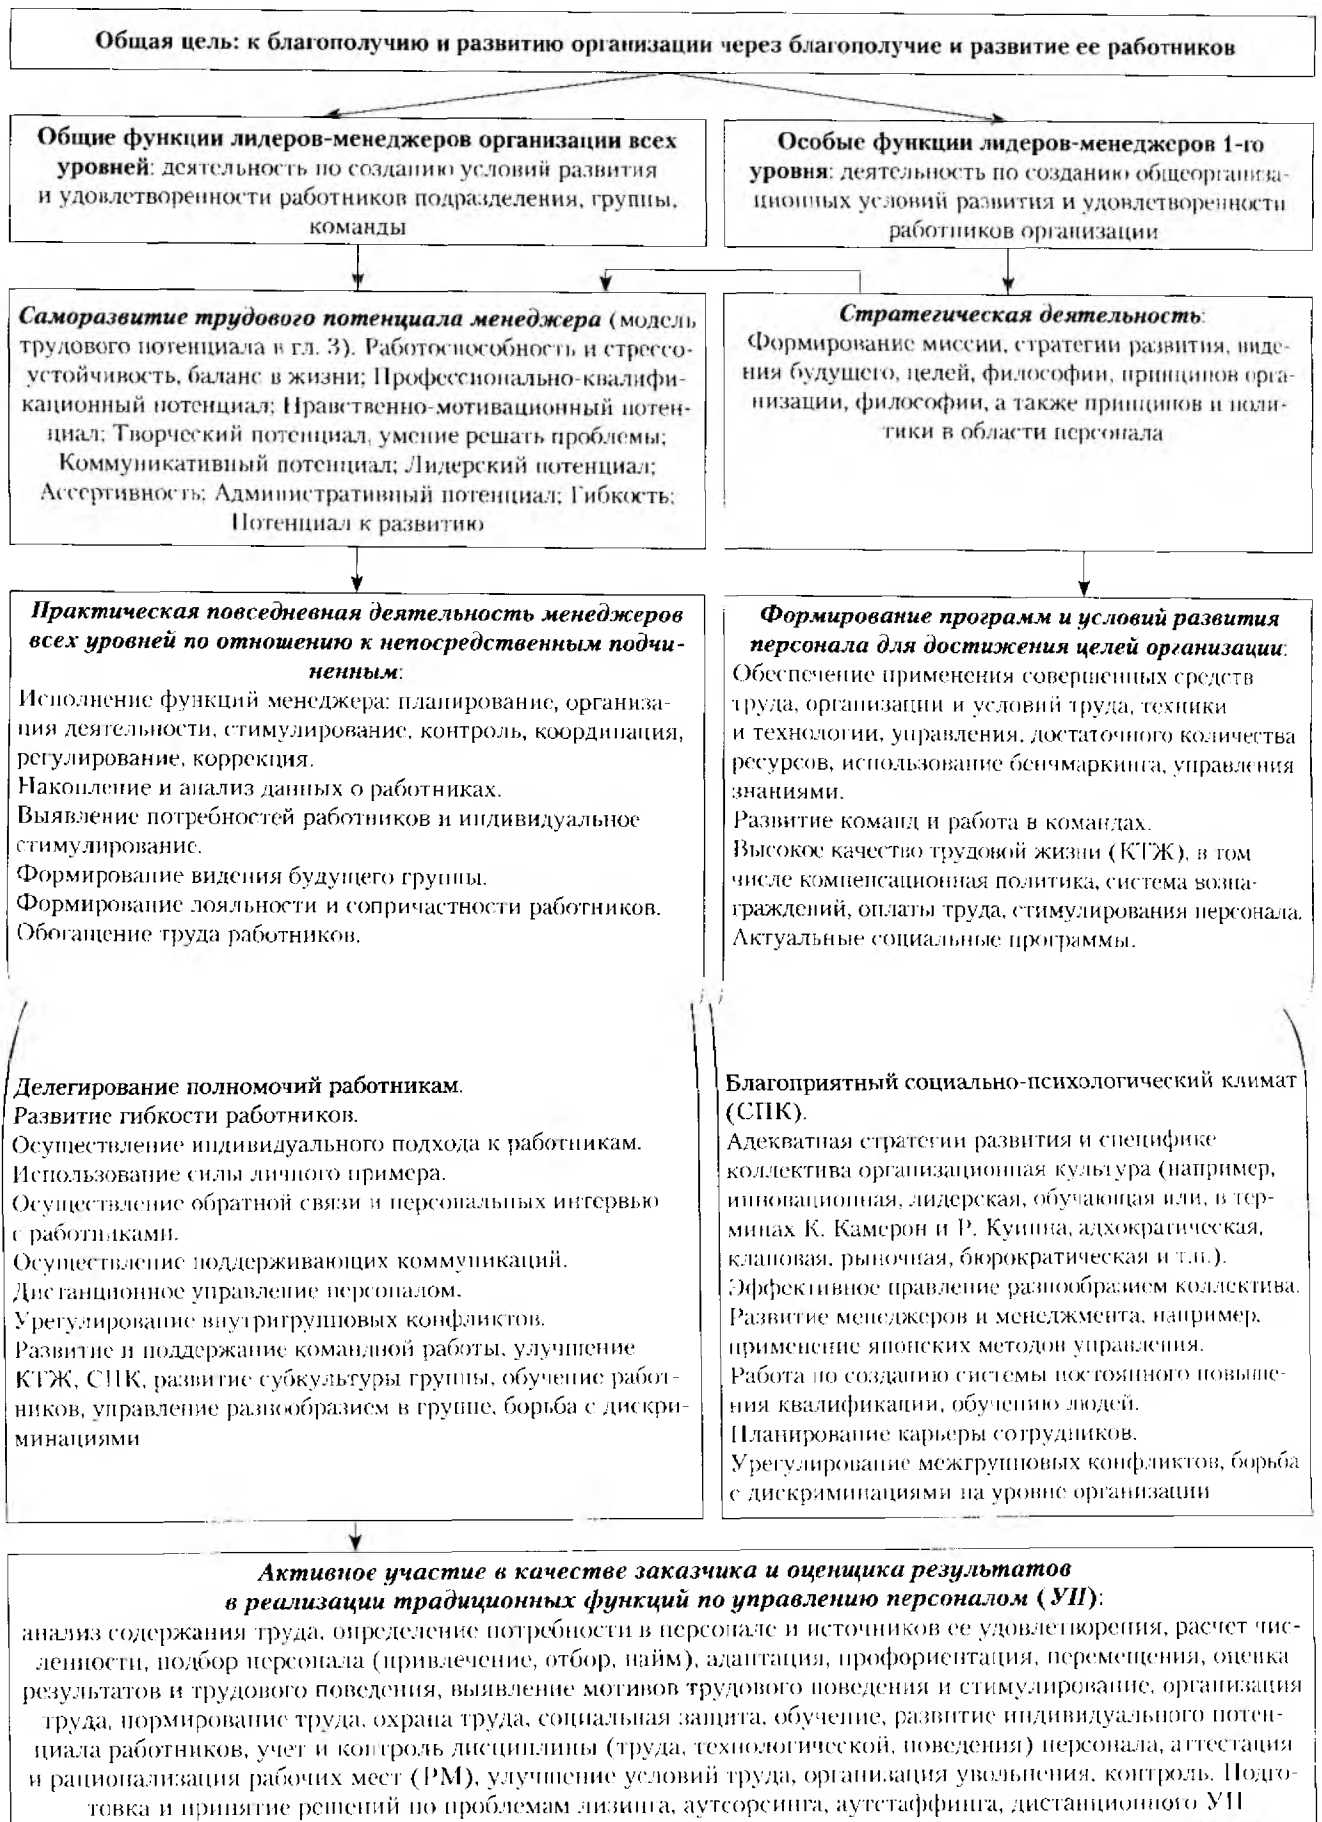 Общая цель: к благополучию и развитию организации через благополучие и развитие ее работников
Общие функции лидеров-менеджеров организации всех
уровней: деятельность по созданию условий развития
и удовлетворенности работников подразделения, группы,
команды
Особые функции лидеров-менеджеров 1-го
уровня: деятельность по созданию общеорганиза-
ционных условий развития и удовлетворенности
работников организации
Саморазвитие трудового потенциала менеджера (модель
трудового потенциала в гл. 3). Работоспособность и стрессо-
устойчивость, баланс в жизни; Профессионально-квалифи-
кационный потенциал; Нравственно-мотивационный потен-
циал; Творческий потенциал, умение решать проблемы;
Коммуникативный потенциал; Лидерский потенциал;
Ассертивность; Административный потенциал; Гибкость;
Потенциал к развитию
Стратегическая деятельность:
Формирование миссии, стратегии развития, виде-
ния будущего, целей, философии, принципов орга-
низации, философии, а также принципов и поли-
тики в области персонала
Практическая повседневная деятельность менеджеров
всех уровней по отношению к непосредственным подчи-
ненным:
Исполнение функций менеджера: планирование, организа-
ция деятельности, стимулирование, контроль, координация,
регулирование, коррекция.
Накопление и анализ данных о работниках.
Выявление потребностей работников и индивидуальное
стимулирование.
Формирование видения будущего группы.
Формирование лояльности и сопричастности работников.
Обогащение труда работников.
Формирование программ и условий развития
персонала для достижения целей организации:
Обеспечение применения совершенных средств
труда, организации и условий труда, техники
и технологии, управления, достаточного количества
ресурсов, использование бенчмаркинга, управления
знаниями.
Развитие команд и работа в командах.
Высокое качество трудовой жизни (КТЖ), в том
числе компенсационная политика, система возна-
граждений, оплаты труда, стимулирования персонала.
Актуальные социальные программы.
Делегирование полномочий работникам.
Развитие гибкости работников.
Осуществление индивидуального подхода к работникам.
Использование силы личного примера.
Осуществление обратной связи и персональных интервью
с работниками.
Осуществление поддерживающих коммуникаций.
Дистанционное управление персоналом.
Урегулирование внутригрупповых конфликтов.
Развитие и поддержание командной работы, улучшение
КТЖ, СПК, развитие субкультуры группы, обучение работ-
ников, управление разнообразием в группе, борьба с дискри-
минациями
Благоприятный социально-психологический климат
(СПК).
Адекватная стратегии развития и специфике
коллектива организационная культура (например,
инновационная, лидерская, обучающая или, в тер-
минах К. Камерон и Р. Куинна, адхократическая,
клановая, рыночная, бюрократическая и т.п.).
Эффективное правление разнообразием коллектива.
Развитие менеджеров и менеджмента, например,
применение японских методов управления.
Работа по созданию системы постоянного повыше-
ния квалификации, обучению людей.
Планирование карьеры сотрудников.
Урегулирование межгрупповых конфликтов, борьба
с дискриминациями на уровне организации
Активное участие в качестве заказчика и оценщика результатов
в реализации традиционных функций по управлению персоналом (УП):
анализ содержания труда, определение потребности в персонале и источников ее удовлетворения, расчет чис-
ленности, подбор персонала (привлечение, отбор, найм), адаптация, профориентация, перемещения, оценка
результатов и трудового поведения, выявление мотивов трудового поведения и стимулирование, организация
труда, нормирование труда, охрана труда, социальная защита, обучение, развитие индивидуального потен-
циала работников, учет и контроль дисциплины (труда, технологической, поведения) персонала, аттестация
и рационализация рабочих мест (РМ), улучшение условий труда, организация увольнения, контроль. Подго-
товка и принятие решений по проблемам лизинга, аутсорсинга, аутстаффинга, дистанционного УП